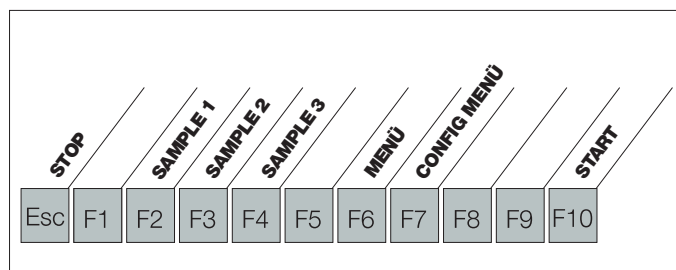 STOP
SAMPLE 1
SAMPLE 2
SAMPLE 3
MENÜ
CONFIG MENÜ
START
Esc F1 F2 F3 F4 F5 F6 F7 F8 F9 F10